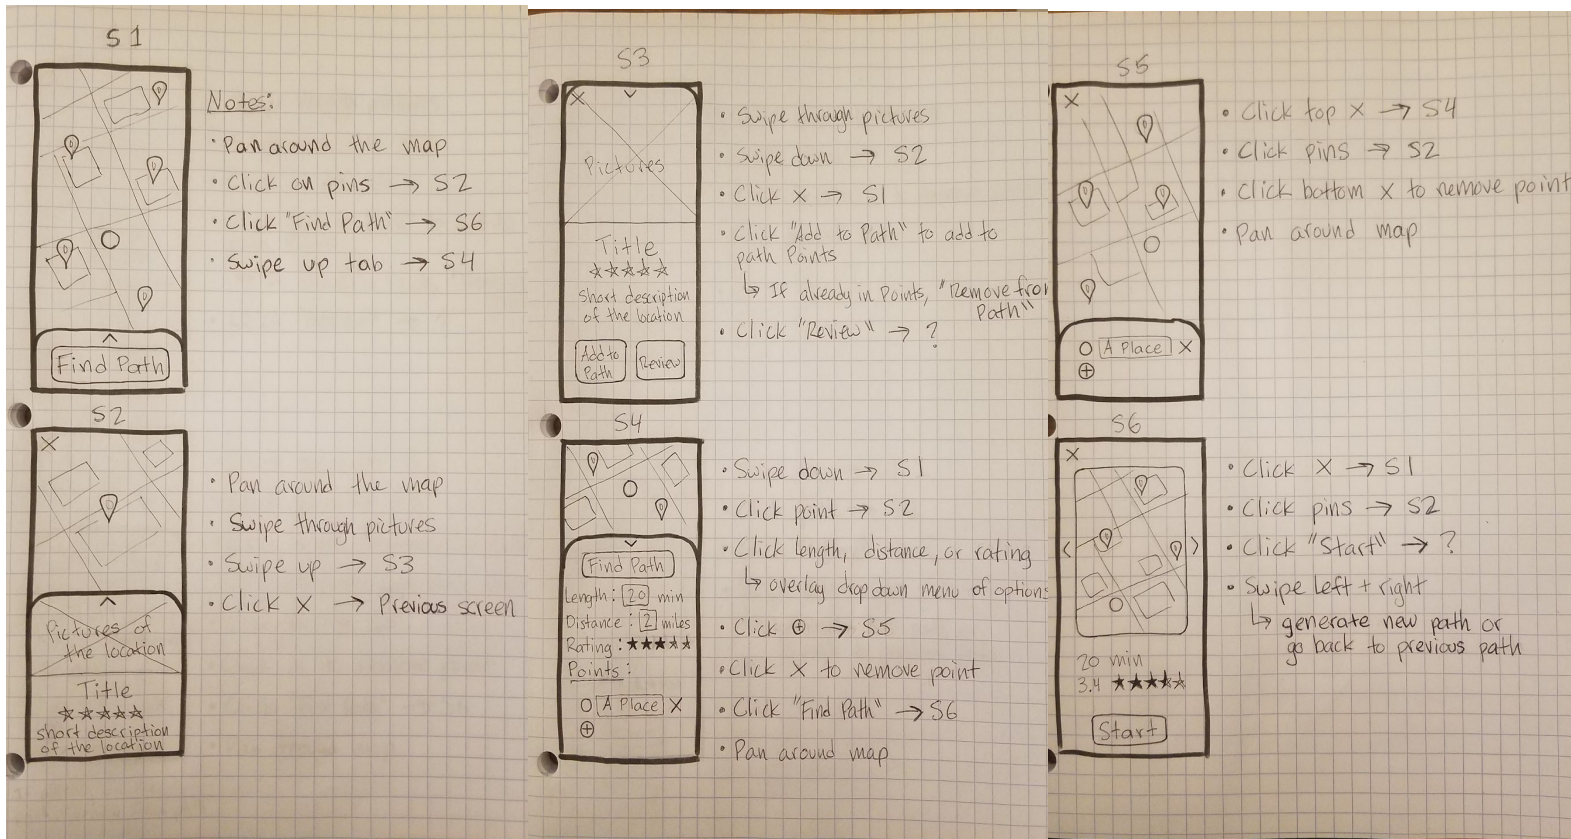 S1
Find Path
Notes:
• Pan around the map
• Click on pins → S2
• Click "Find Path" → S6
• Swipe up tab → S4
S2
X
Pictures of
the location
Title
short description
of the location
• Pan around the map
• Swipe through pictures
• Swipe up → S3
• Click X → Previous screen
S3
X
Pictures
Title
short description
of the location
Add to
Path
Review
• Swipe through pictures
• Swipe down → S2
• Click X → S1
• Click "Add to Path" to add to
path Points
↳ If already in Points, "Remove from
Path"
• Click "Review" → ?
S4
Find Path
Length: 20 min
Distance: 2 miles
Rating: ★★★★★
Points:
O A Place X
⊕
• Swipe down → S1
• Click point → S2
• Click length, distance, or rating
↳ overlay drop down menu of options
• Click ⊕ → S5
• Click X to remove point
• Click "Find Path" → S6
• Pan around map
S5
X
O A Place X
⊕
• Click top X → S4
• Click pins → S2
• Click bottom X to remove point
• Pan around map
S6
X
< >
20 min
3.4 ★★★★★
Start
• Click X → S1
• Click pins → S2
• Click "Start" → ?
• Swipe left + right
↳ generate new path or
go back to previous path